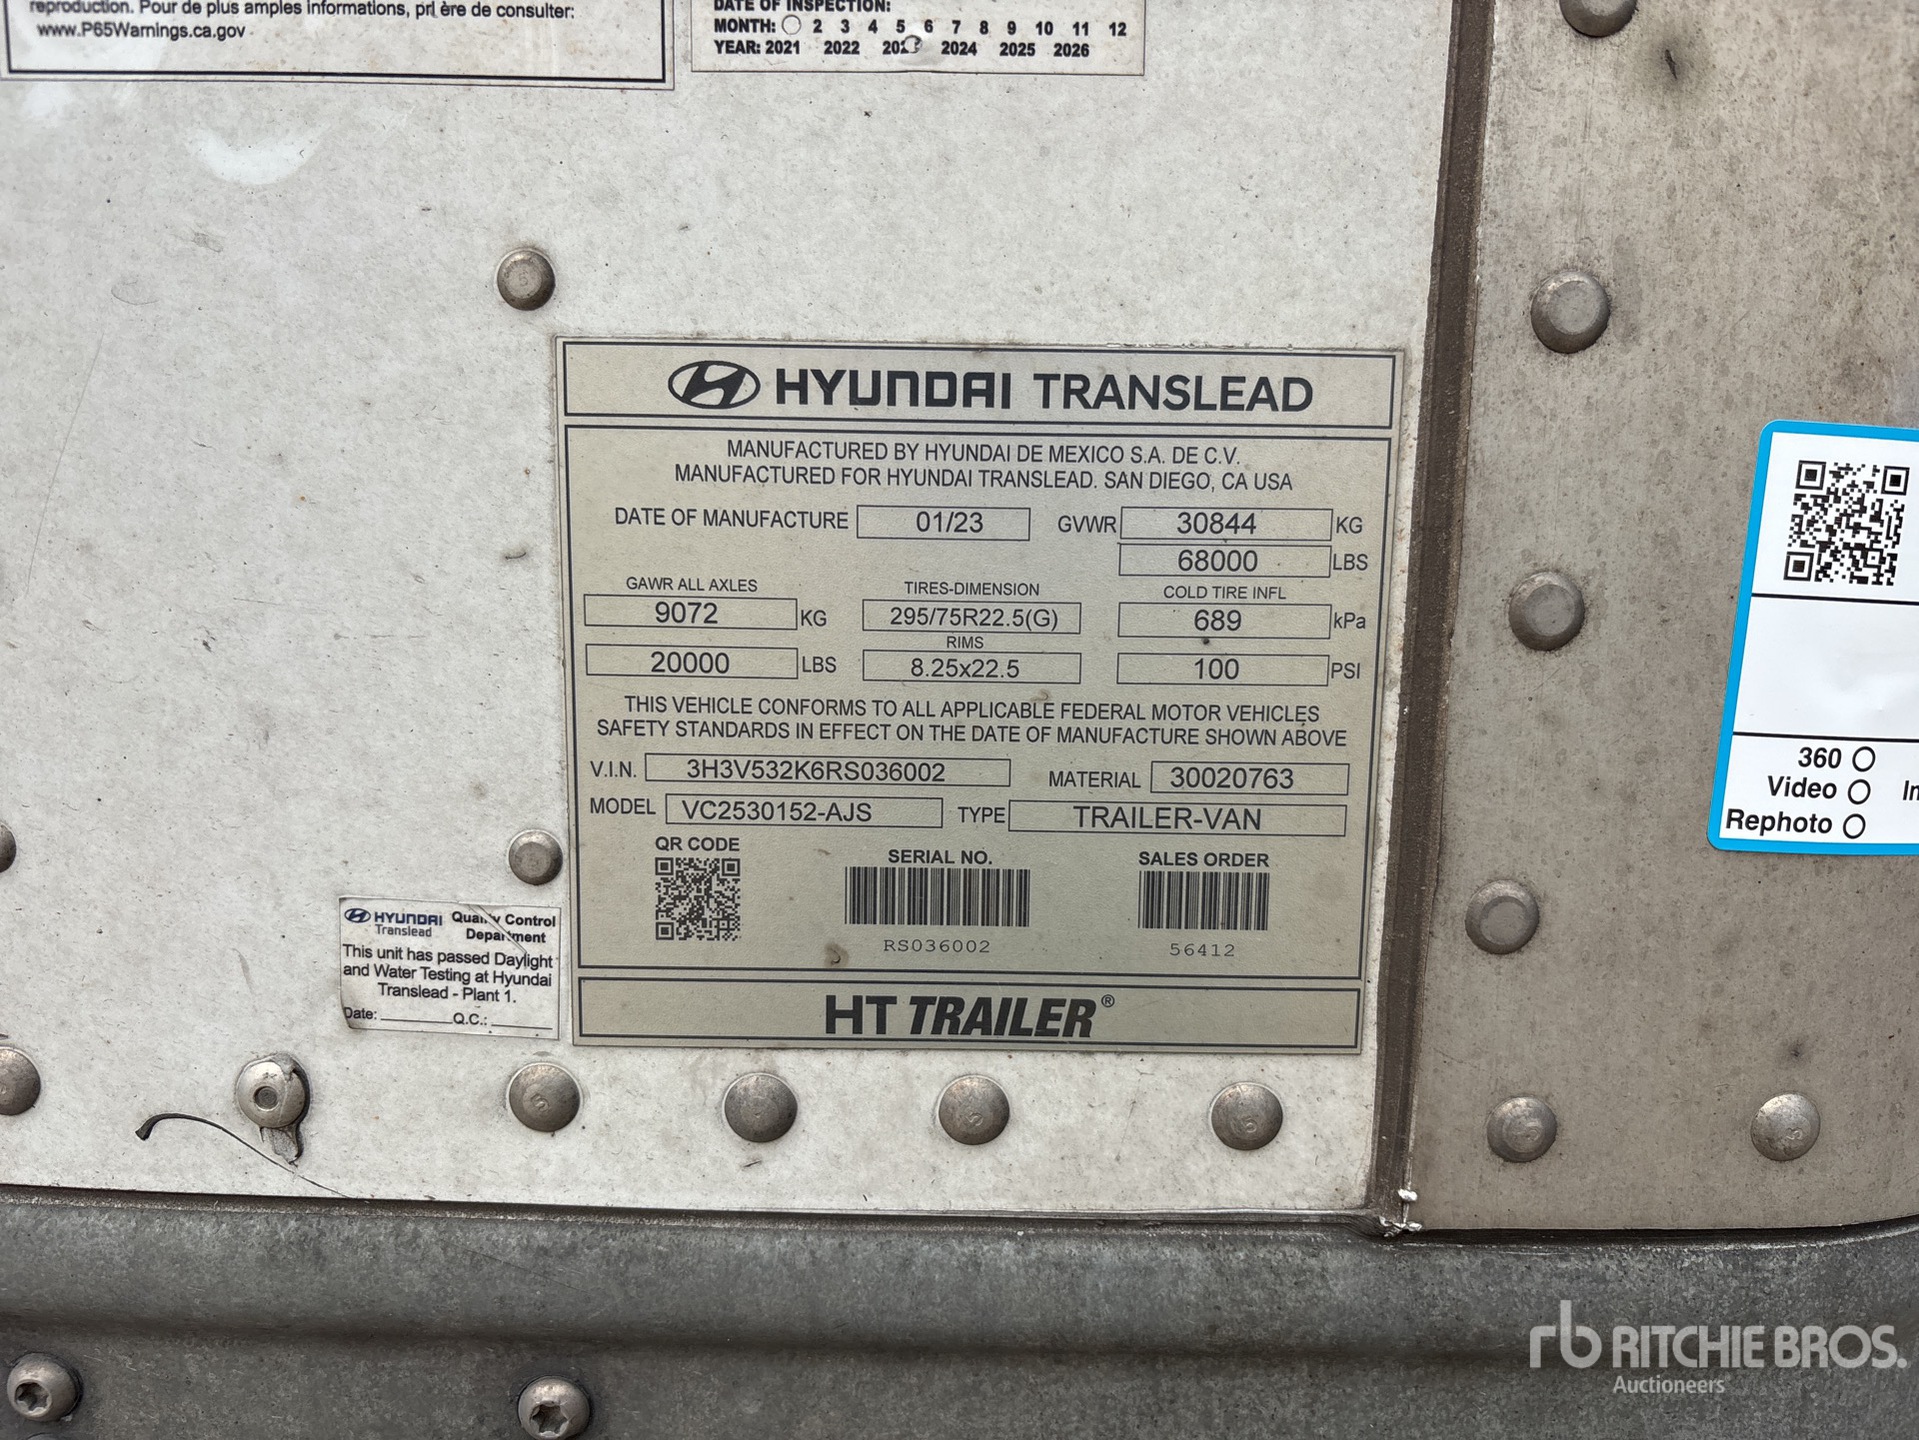 reproduction. Pour de plus amples informations, pri ère de consulter:
www.P65Warnings.ca.gov
DATE OF INSPECTION:
MONTH: 2 3 4 5 6 7 8 9 10 11 12
YEAR: 2021 2022 2024 2025 2026
HYUNDAI TRANSLEAD
MANUFACTURED BY HYUNDAI DE MEXICO S.A. DE C.V.
MANUFACTURED FOR HYUNDAI TRANSLEAD. SAN DIEGO, CA USA
DATE OF MANUFACTURE 01/23 GVWR 30844 KG
68000 LBS
GAWR ALL AXLES TIRES-DIMENSION COLD TIRE INFL
9072 KG 295/75R22.5(G) 689 kPa
RIMS
20000 LBS 8.25x22.5 100 PSI
THIS VEHICLE CONFORMS TO ALL APPLICABLE FEDERAL MOTOR VEHICLES
SAFETY STANDARDS IN EFFECT ON THE DATE OF MANUFACTURE SHOWN ABOVE
V.I.N. 3H3V532K6RS036002 MATERIAL 30020763
MODEL VC2530152-AJS TYPE TRAILER-VAN
QR CODE SERIAL NO. SALES ORDER
RS036002 56412
HT TRAILER®
HYUNDAI Quality Control
Translead Department
This unit has passed Daylight
and Water Testing at Hyundai
Translead - Plant 1.
Date: Q.C.:
360
Video
Rephoto
rb RITCHIE BROS.
Auctioneers